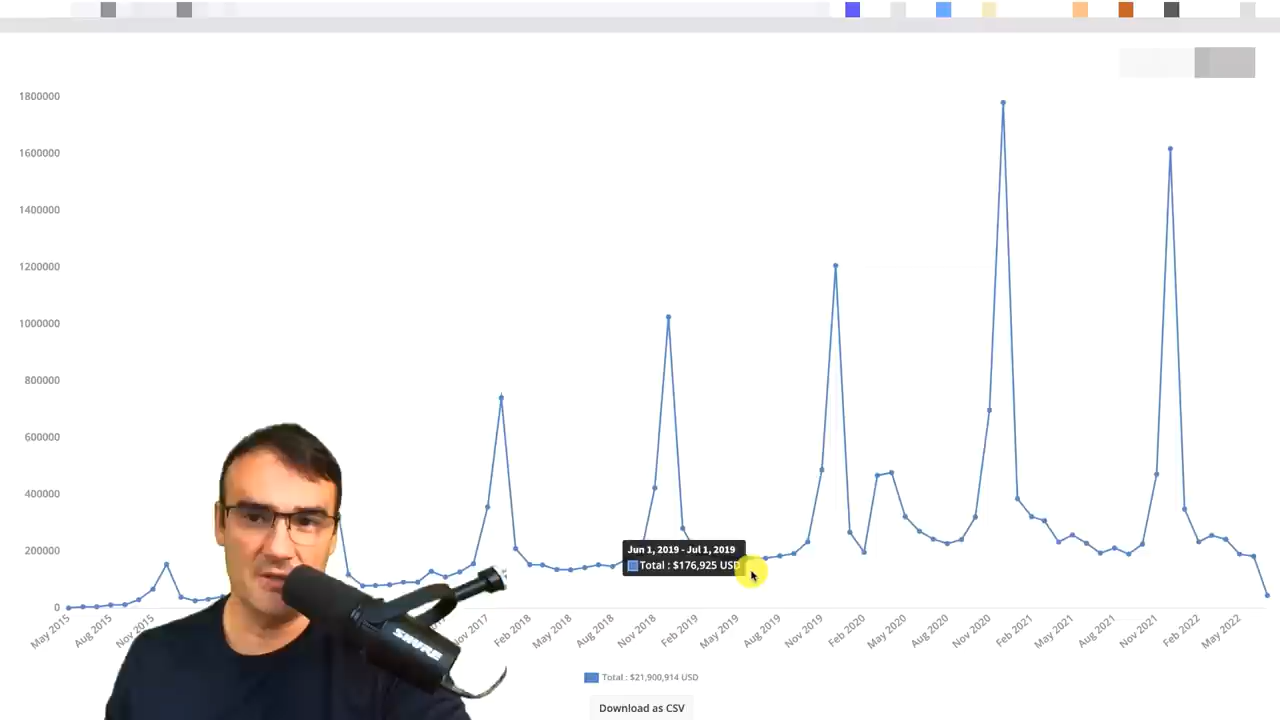 1800000
1600000
1400000
1200000
1000000
800000
600000
400000
200000
0
Jun 1, 2019 - Jul 1, 2019
Total : $176,925 USD
May 2015
Aug 2015
Nov 2015
Nov 2017
Feb 2018
May 2018
Aug 2018
Nov 2018
Feb 2019
May 2019
Aug 2019
Nov 2019
Feb 2020
May 2020
Aug 2020
Nov 2020
Feb 2021
May 2021
Aug 2021
Nov 2021
Feb 2022
May 2022
SHURE
Total : $21,900,914 USD
Download as CSV